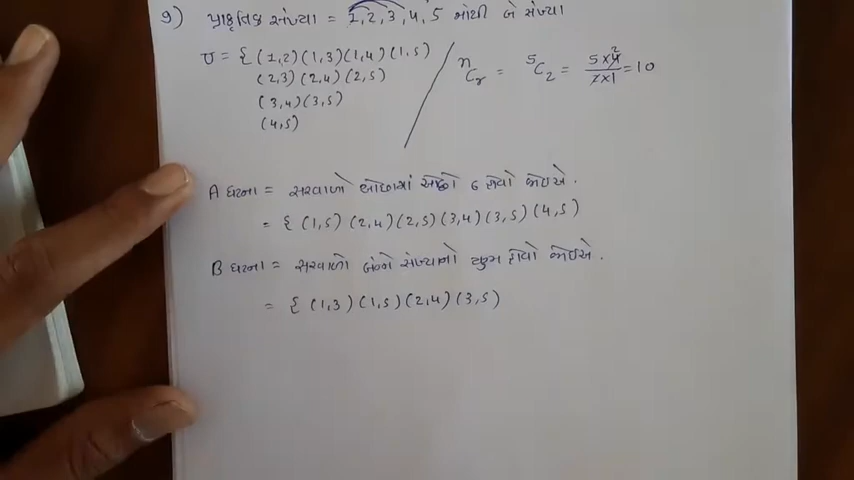 9) પ્રાકૃતિક સંખ્યા = 1,2,3,4,5 માંથી બે સંખ્યા
U = { (1,2) (1,3) (1,4) (1,5)
(2,3) (2,4) (2,5)
(3,4) (3,5)
(4,5)
nCr = 5C2 = 5×4/2×1 = 10
A ઘટના = સરવાળો ઓછામાં ઓછો 6 હોવો જોઇએ.
= { (1,5) (2,4) (2,5) (3,4) (3,5) (4,5)
B ઘટના = સરવાળો બંન્ને સંખ્યાનો યુગ્મ હોવો જોઇએ.
= { (1,3) (1,5) (2,4) (3,5)